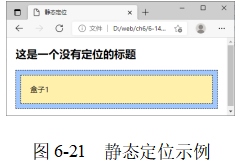 静态定位
文件
D:/web/ch6/6-14...
这是一个没有定位的标题
盒子1
图 6-21 静态定位示例